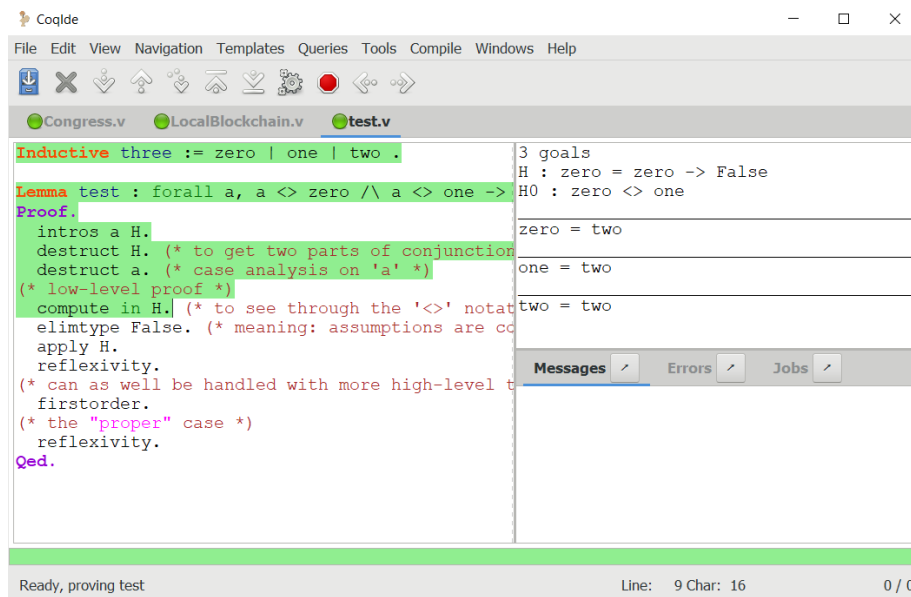 CoqIde
File Edit View Navigation Templates Queries Tools Compile Windows Help
Congress.v LocalBlockchain.v test.v
Inductive three := zero | one | two .
Lemma test : forall a, a <> zero /\ a <> one ->
Proof.
intros a H.
destruct H. (* to get two parts of conjunction
destruct a. (* case analysis on 'a' *)
(* low-level proof *)
compute in H. (* to see through the '<>' notat
elimtype False. (* meaning: assumptions are co
apply H.
reflexivity.
(* can as well be handled with more high-level t
firstorder.
(* the "proper" case *)
reflexivity.
Qed.
3 goals
H : zero = zero -> False
H0 : zero <> one
zero = two
one = two
two = two
Messages Errors Jobs
Ready, proving test Line: 9 Char: 16 0 / 0